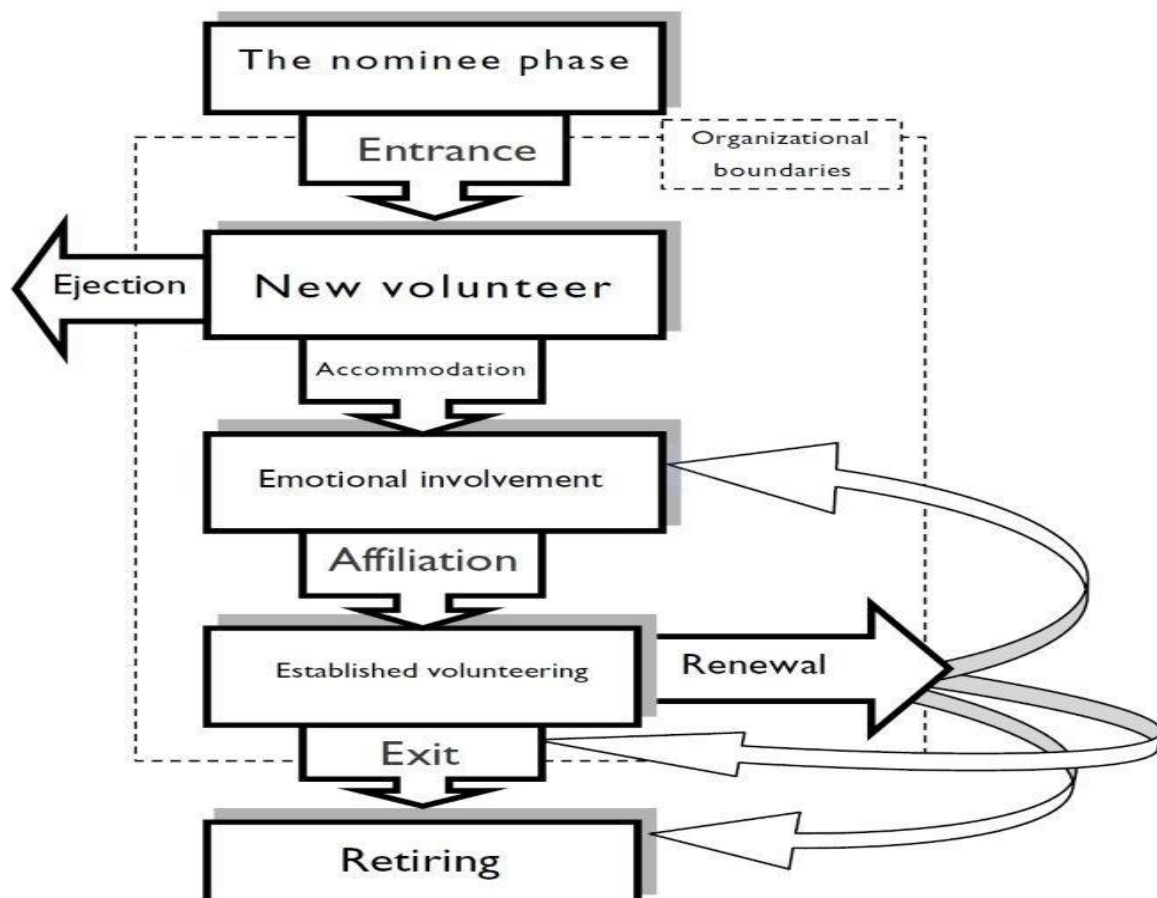 The nominee phase
Entrance
Organizational
boundaries
Ejection
New volunteer
Accommodation
Emotional involvement
Affiliation
Established volunteering
Renewal
Exit
Retiring